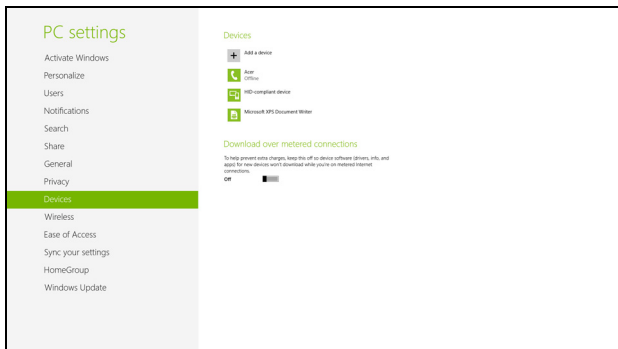 PC settings
Activate Windows
Personalize
Users
Notifications
Search
Share
General
Privacy
Devices
Wireless
Ease of Access
Sync your settings
HomeGroup
Windows Update
Devices
Add a device
Acer
Offline
HID-compliant device
Microsoft XPS Document Writer
Download over metered connections
To help prevent extra charges, keep this off so device software (drivers, info, and
apps) for new devices won't download while you're on metered Internet
connections.
Off